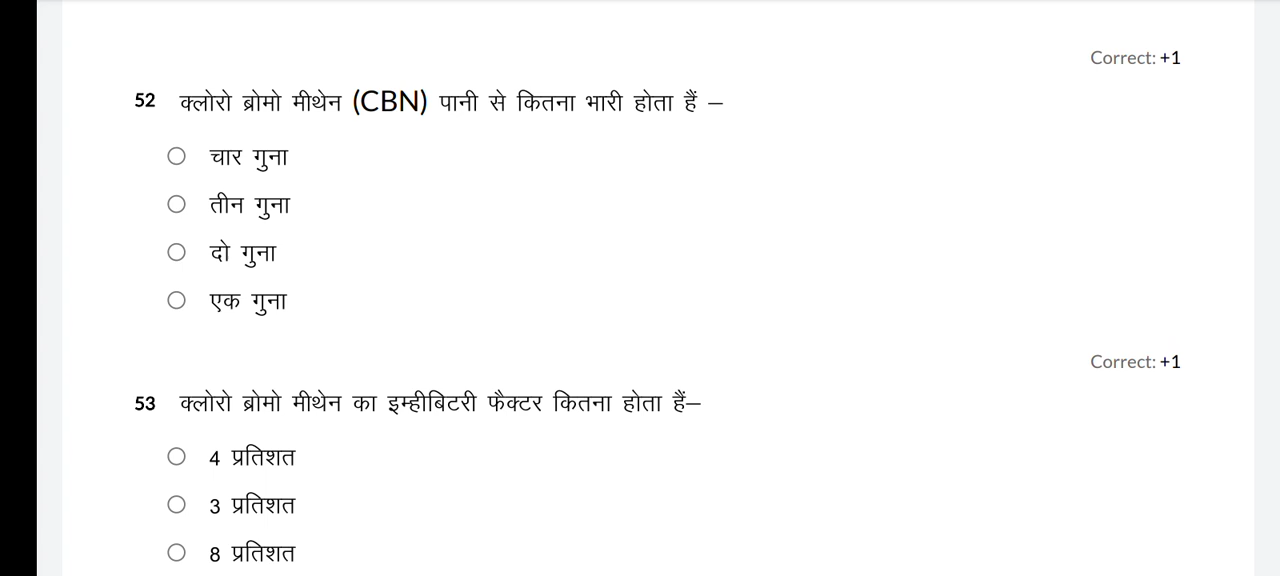 Correct: +1
52 क्लोरो ब्रोमो मीथेन (CBN) पानी से कितना भारी होता हैं –
चार गुना
तीन गुना
दो गुना
एक गुना
Correct: +1
53 क्लोरो ब्रोमो मीथेन का इम्हीबिटरी फैक्टर कितना होता हैं–
4 प्रतिशत
3 प्रतिशत
8 प्रतिशत